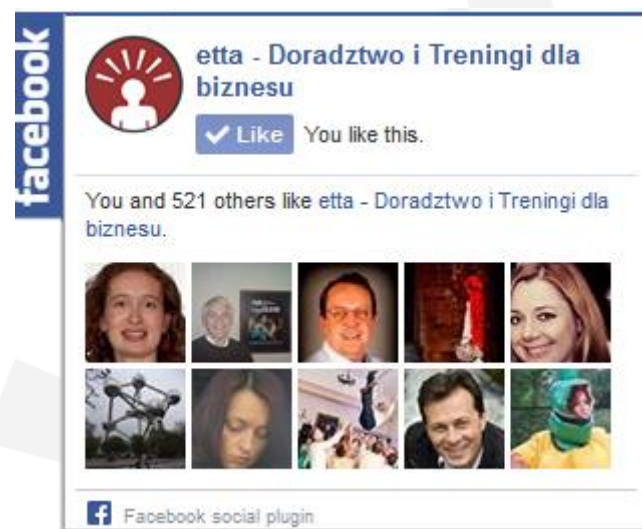 facebook
etta - Doradztwo i Treningi dla
biznesu
Like You like this.
You and 521 others like etta - Doradztwo i Treningi dla
biznesu.
Facebook social plugin